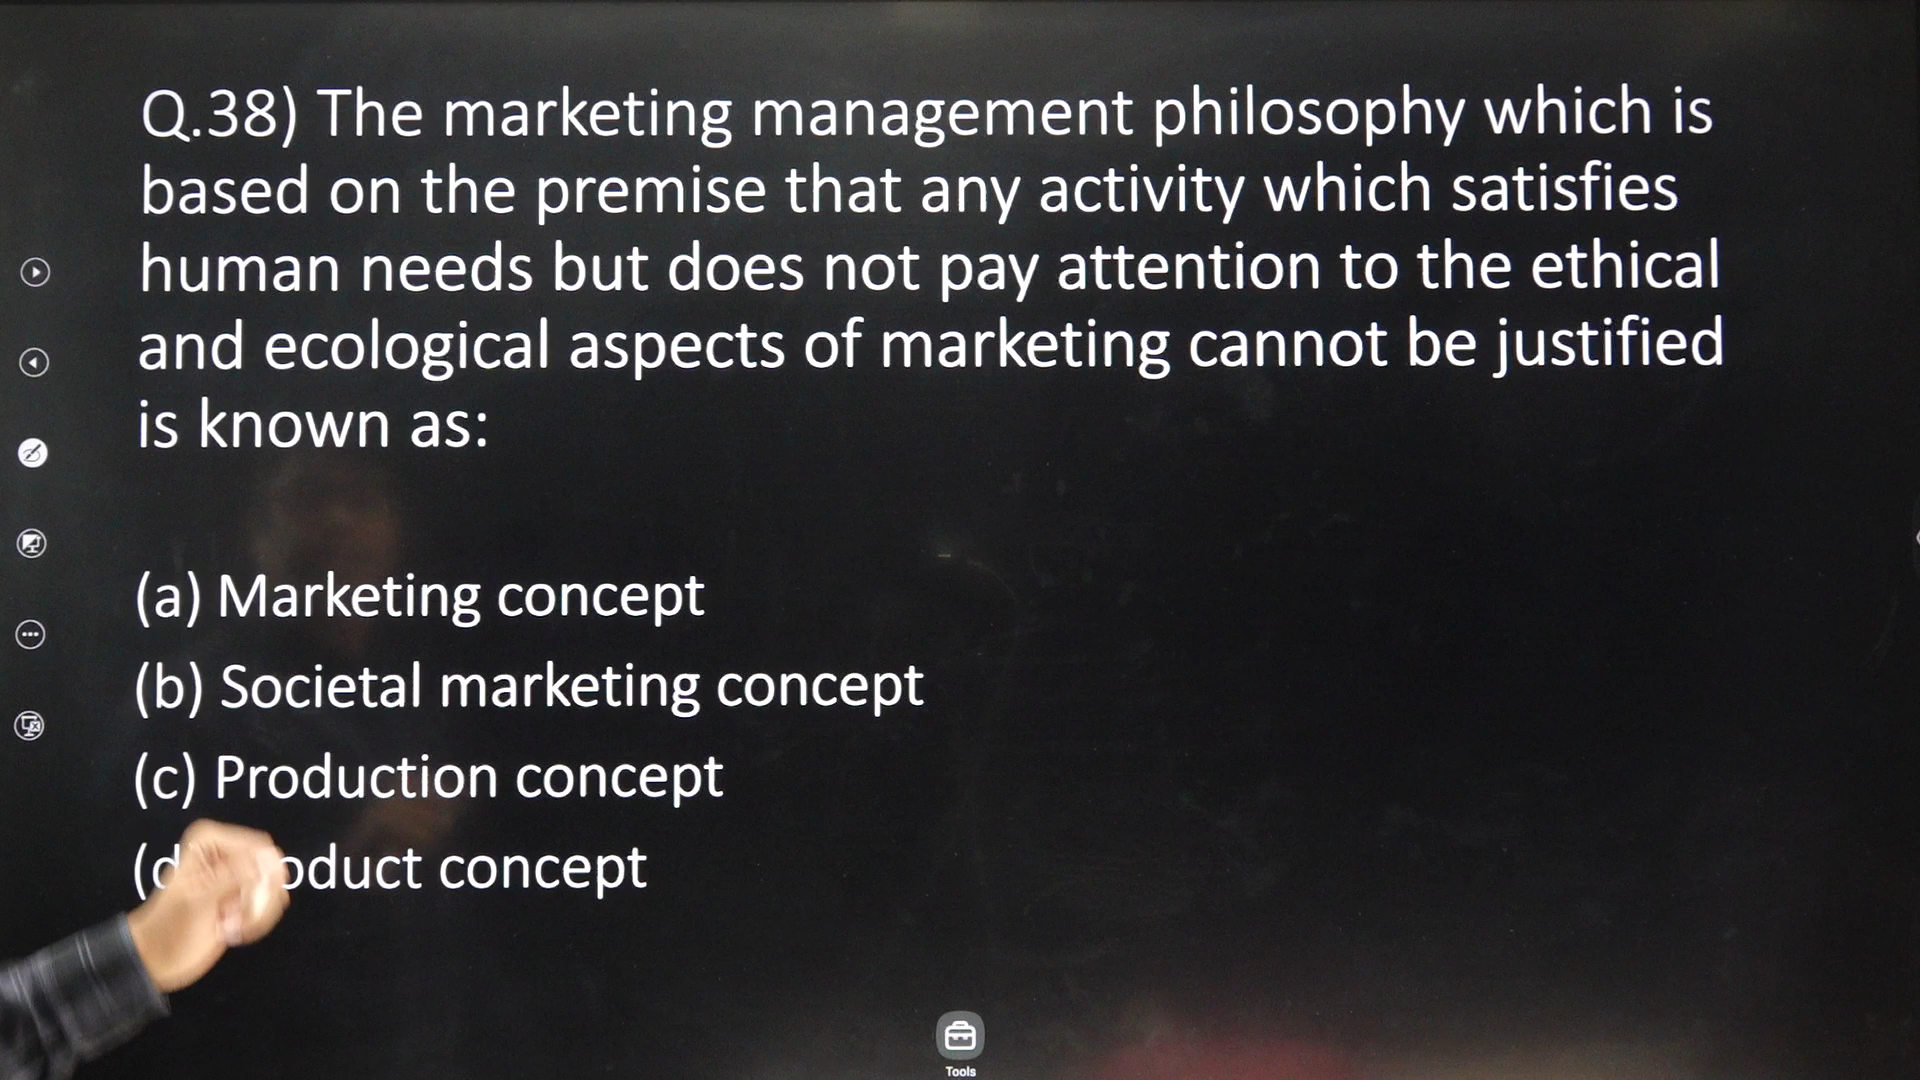 Q.38) The marketing management philosophy which is
based on the premise that any activity which satisfies
human needs but does not pay attention to the ethical
and ecological aspects of marketing cannot be justified
is known as:
(a) Marketing concept
(b) Societal marketing concept
(c) Production concept
concept
Tools